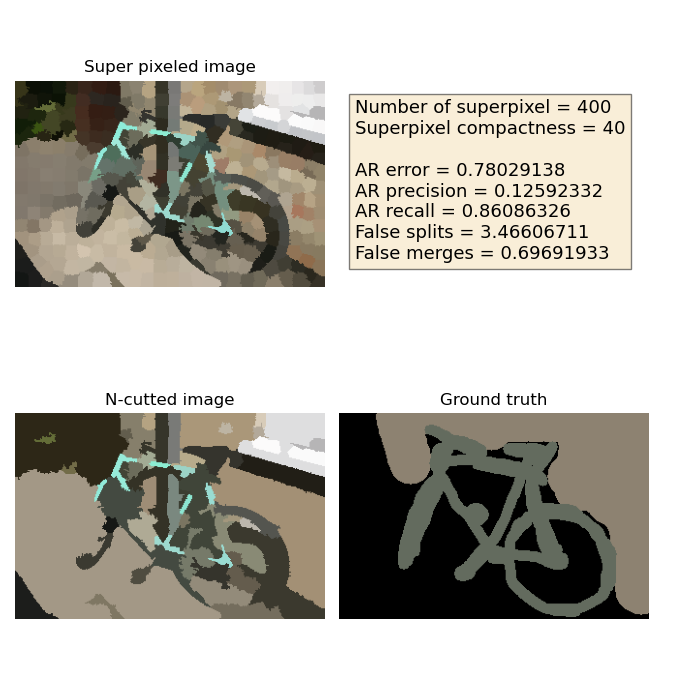 Super pixeled image
Number of superpixel = 400
Superpixel compactness = 40
AR error = 0.78029138
AR precision = 0.12592332
AR recall = 0.86086326
False splits = 3.46606711
False merges = 0.69691933
N-cutted image
Ground truth